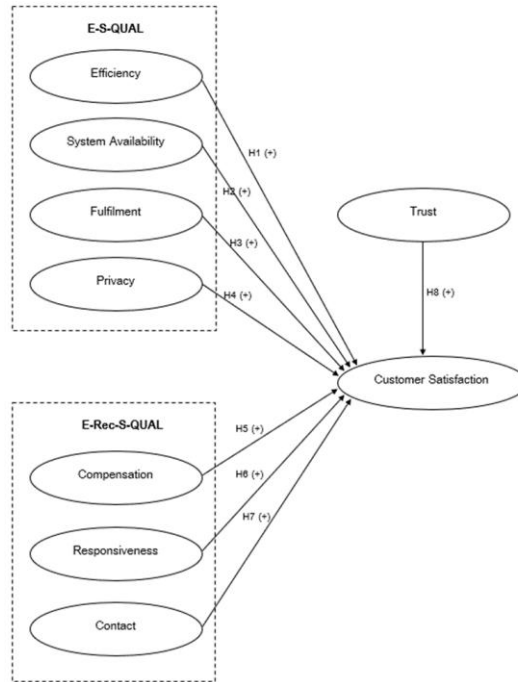 E-S-QUAL
Efficiency
System Availability
H1 (+)
H2 (+)
Fulfilment
Trust
H3 (+)
Privacy
H4 (+)
H8 (+)
Customer Satisfaction
E-Rec-S-QUAL
H5 (+)
Compensation
H6 (+)
H7 (+)
Responsiveness
Contact